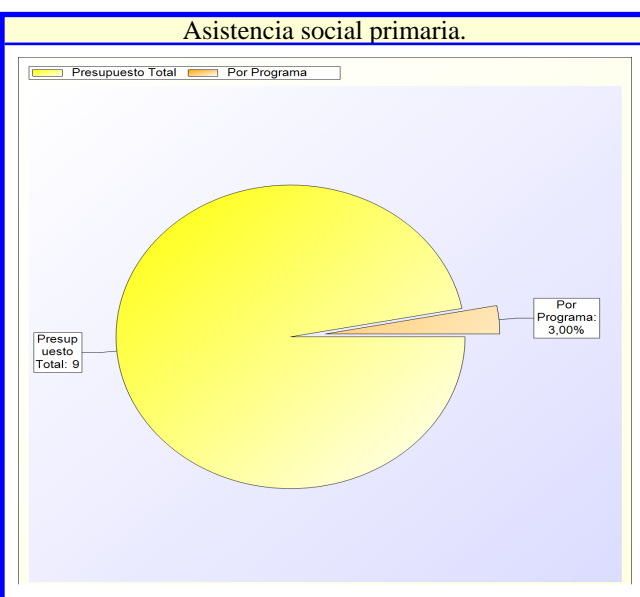 Asistencia social primaria.
Presupuesto Total Por Programa
Por
Programa:
3,00%
Presup
uesto
Total: 9